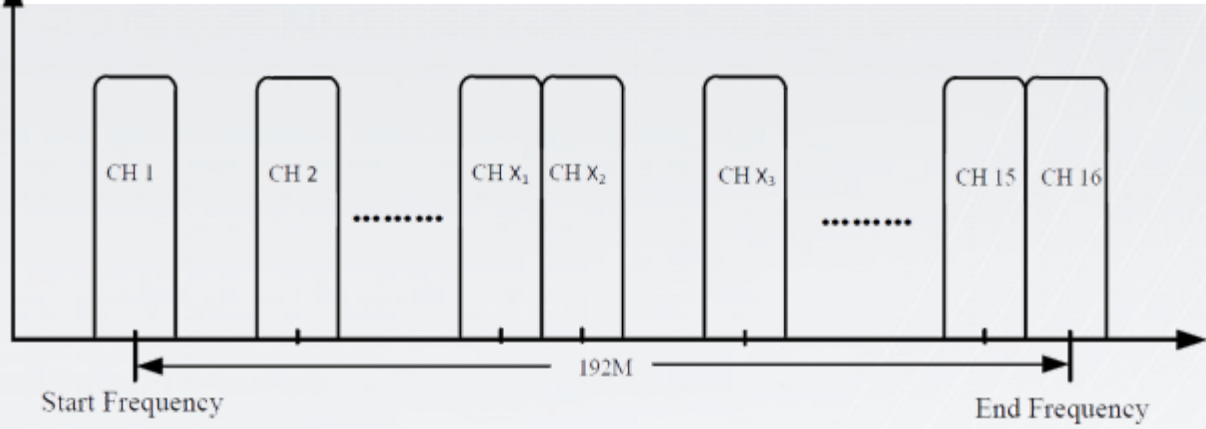 CH 1
CH 2
CH X₁
CH X₂
CH X₃
CH 15
CH 16
192M
Start Frequency
End Frequency